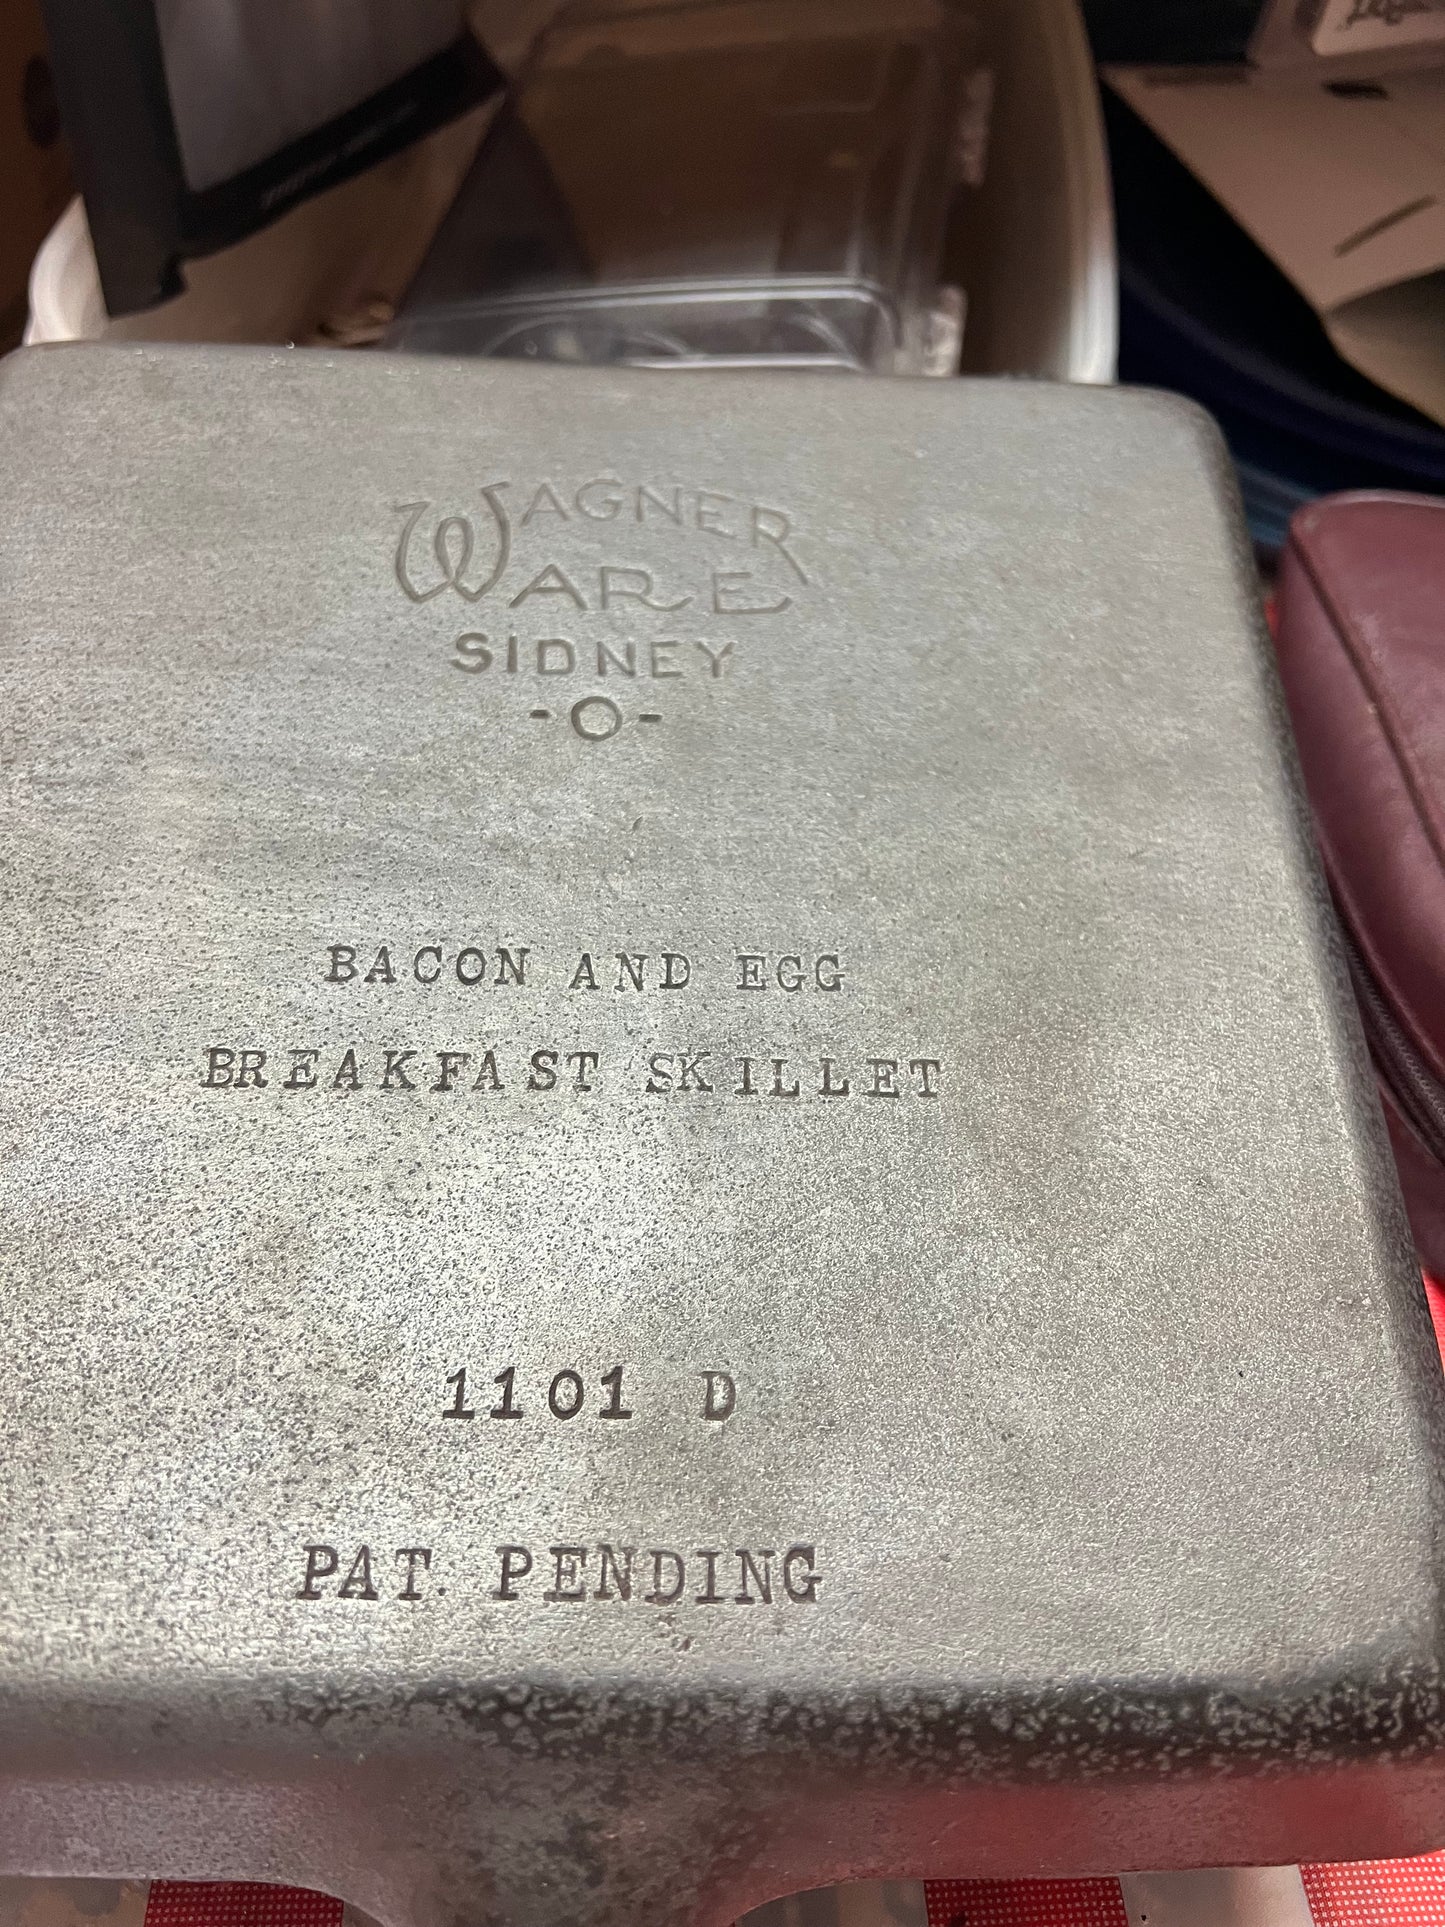 WAGNER
WARE
SIDNEY
-O-
BACON AND EGG
BREAKFAST SKILLET
1101 D
PAT. PENDING